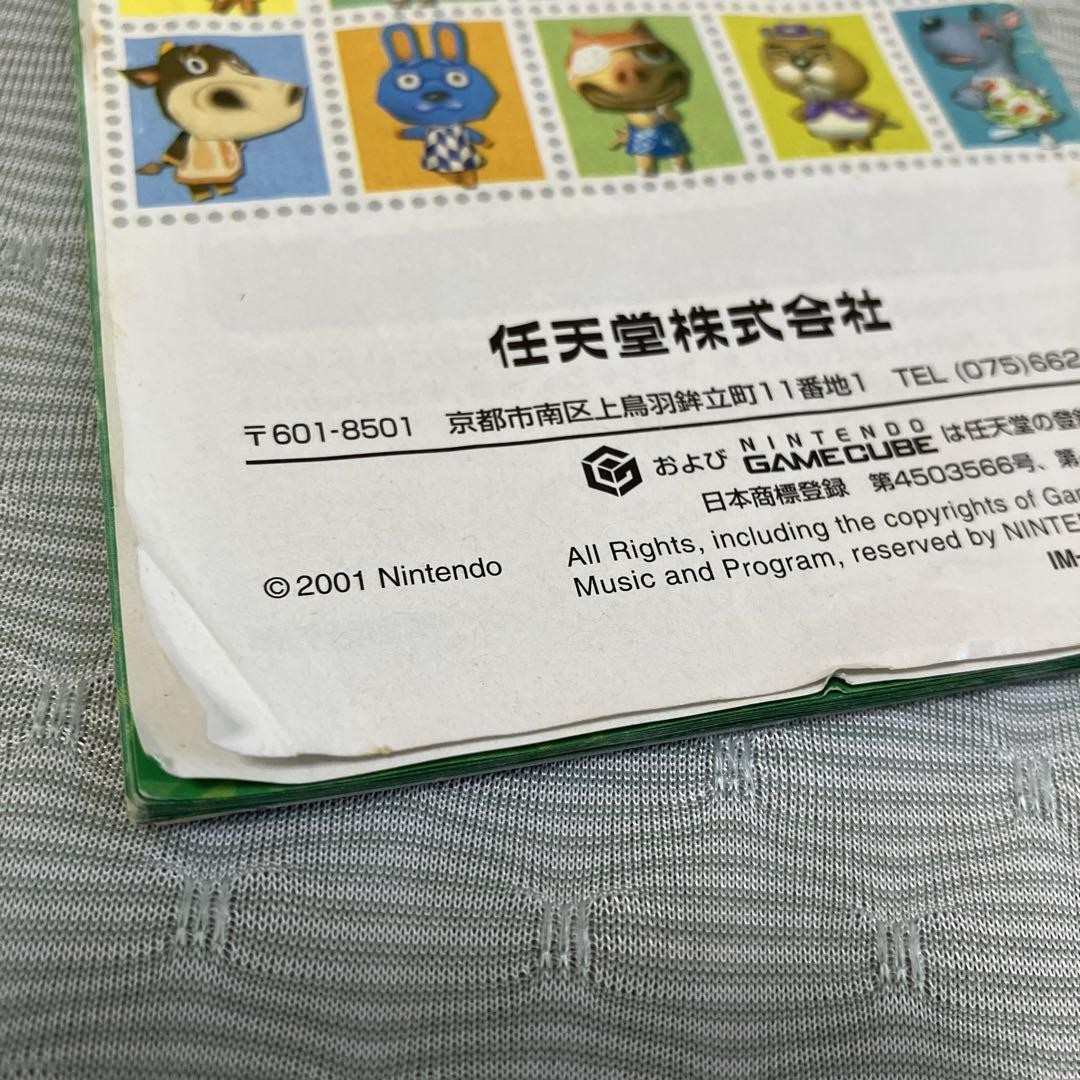 任天堂株式会社
〒601-8501 京都市南区上鳥羽鉾立町11番地1 TEL (075)662
および NINTENDO GAMECUBE は任天堂の登録
日本商標登録 第4503566号、第
All Rights, including the copyrights of Gam
Music and Program, reserved by NINTE
© 2001 Nintendo
IM-